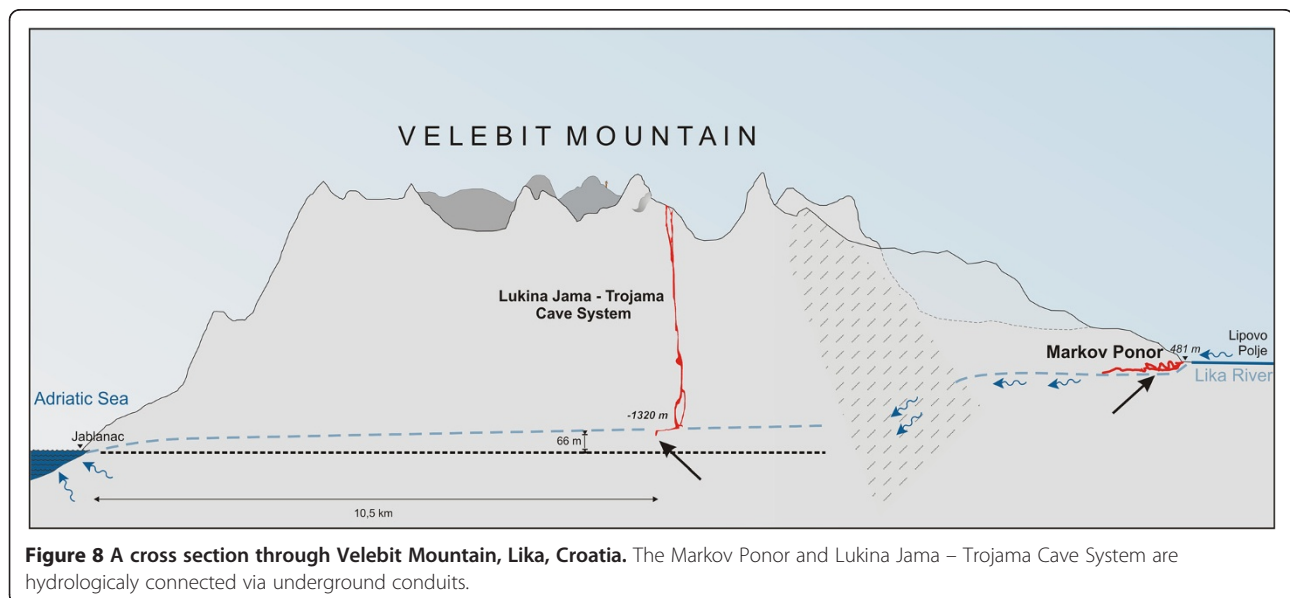 VELEBIT MOUNTAIN
Lukina Jama - Trojama
Cave System
Markov Ponor
481 m
Lipovo
Polje
Lika River
Adriatic Sea
Jablanac
-1320 m
66 m
10,5 km
Figure 8 A cross section through Velebit Mountain, Lika, Croatia. The Markov Ponor and Lukina Jama – Trojama Cave System are
hydrologicaly connected via underground conduits.